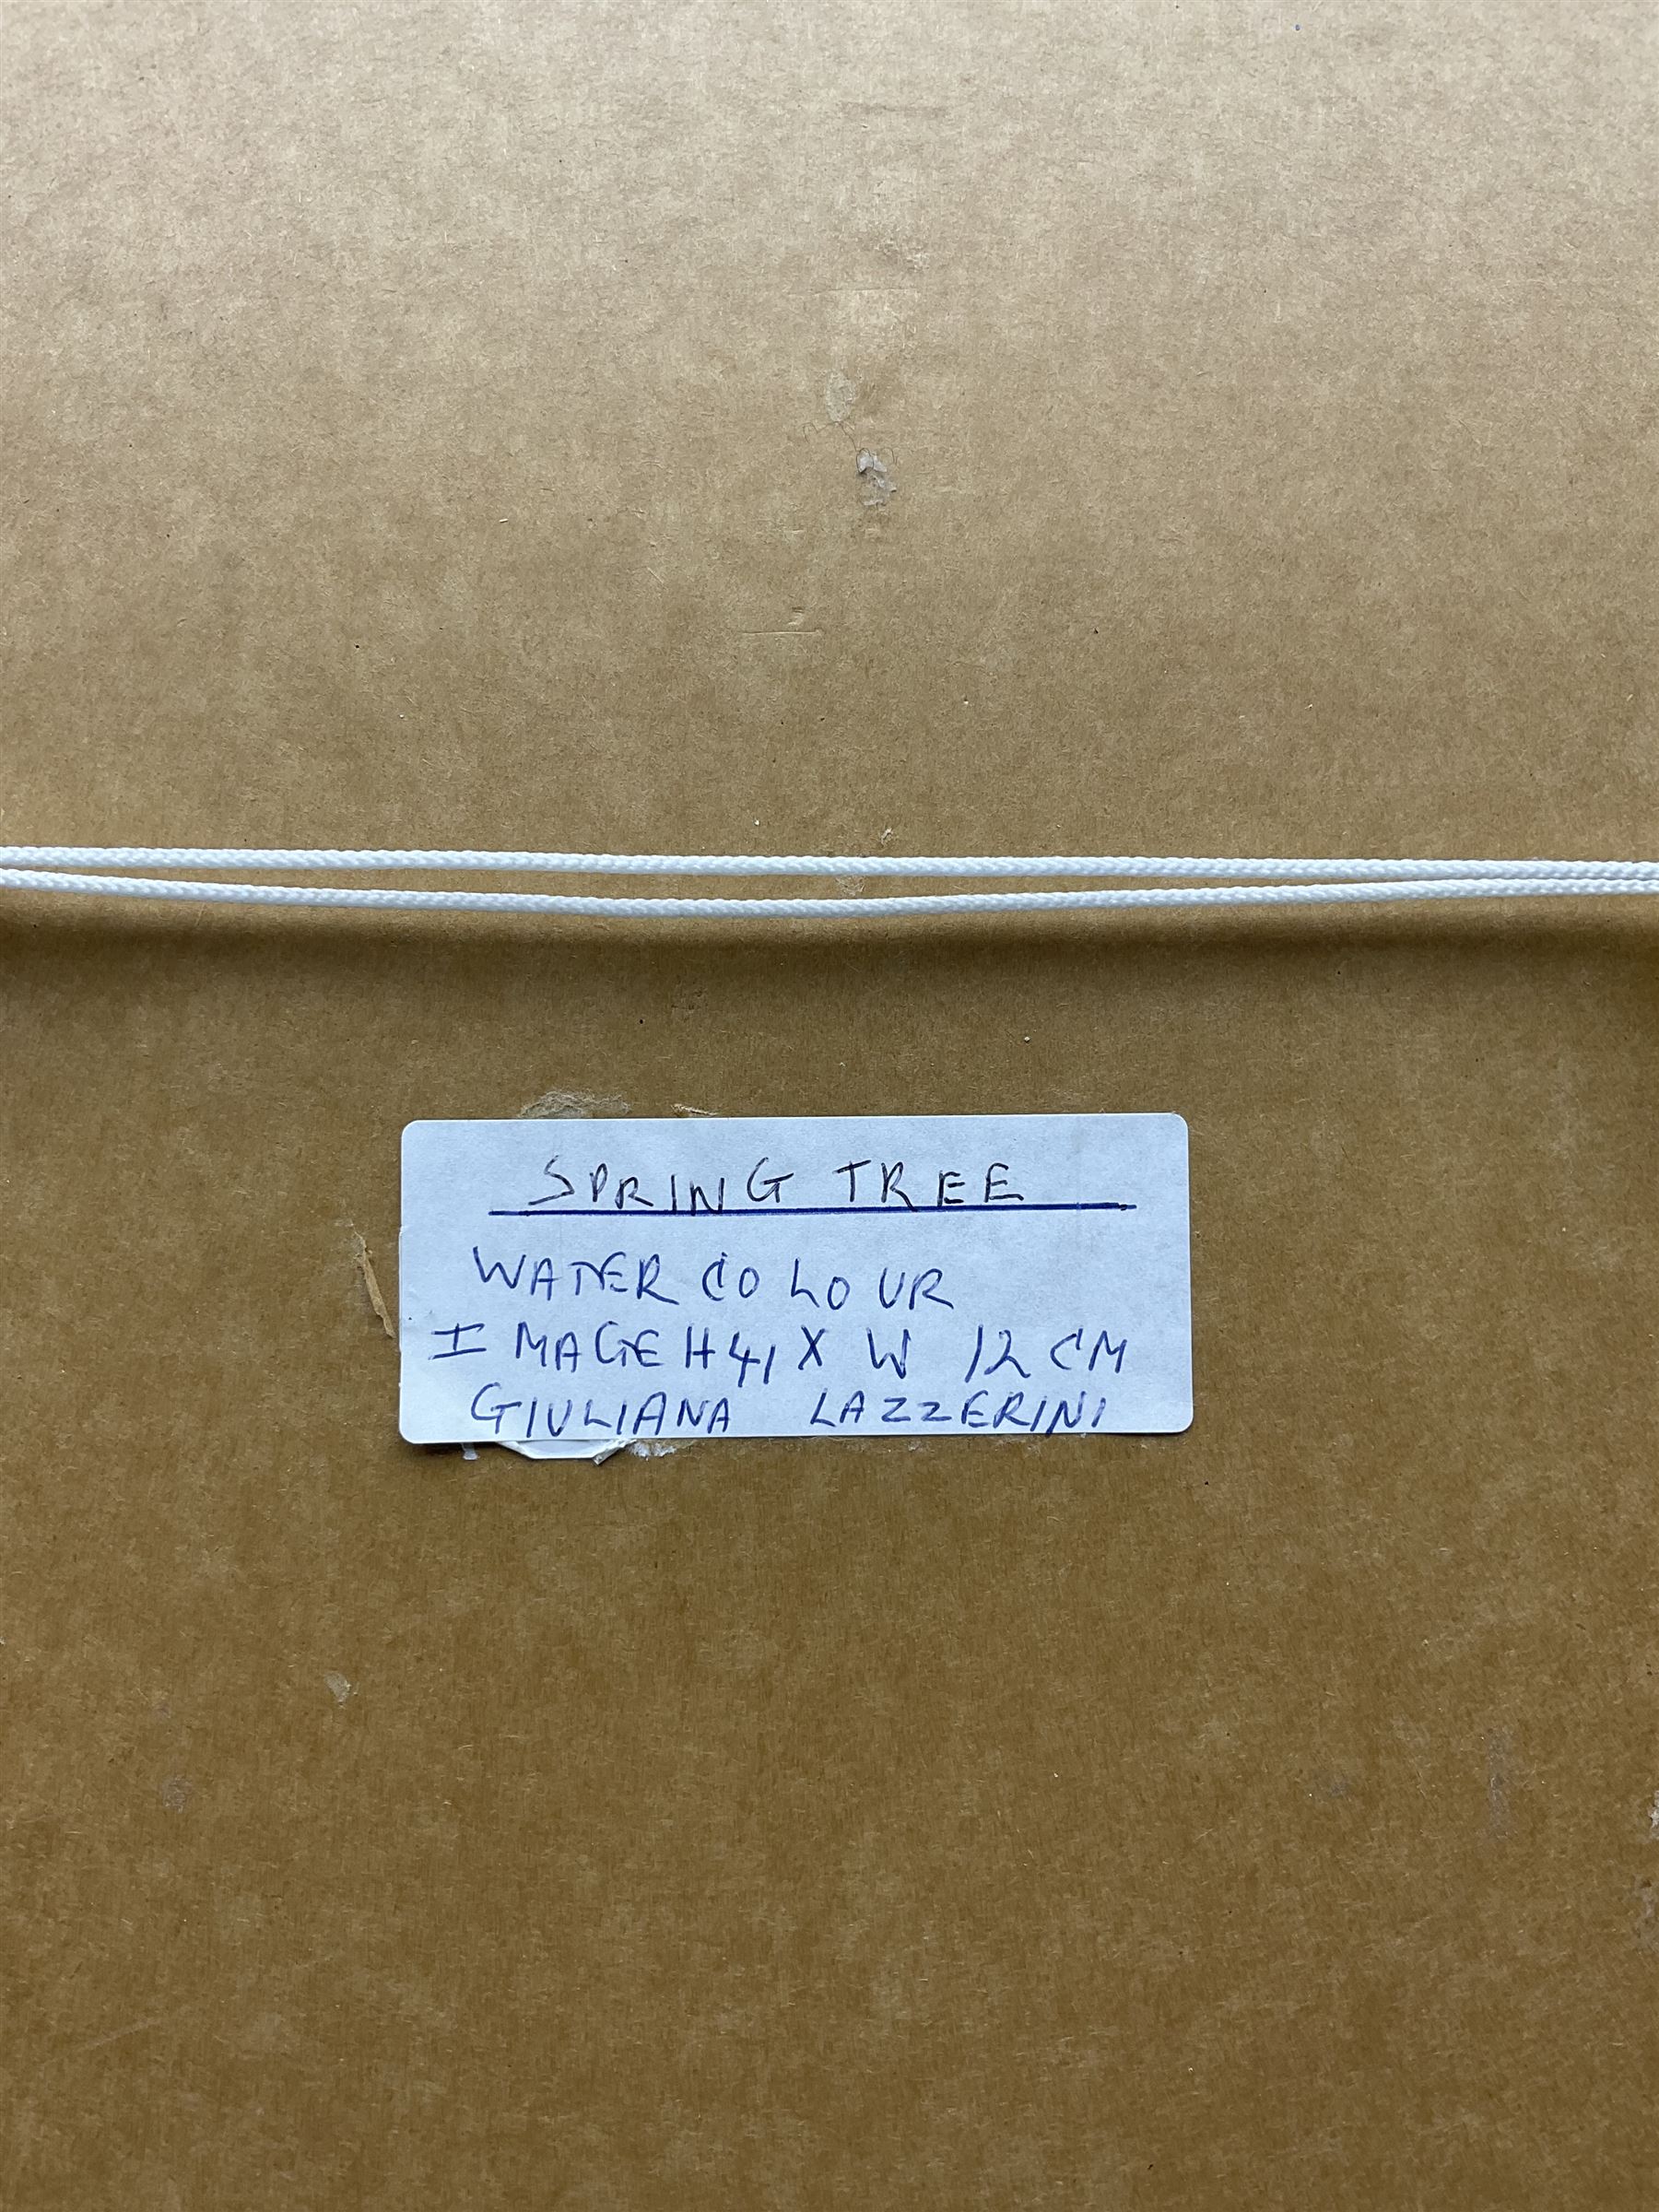 SPRING TREE
WATER COLOUR
IMAGE H 41 X W 12 CM
GIULIANA LAZZERINI